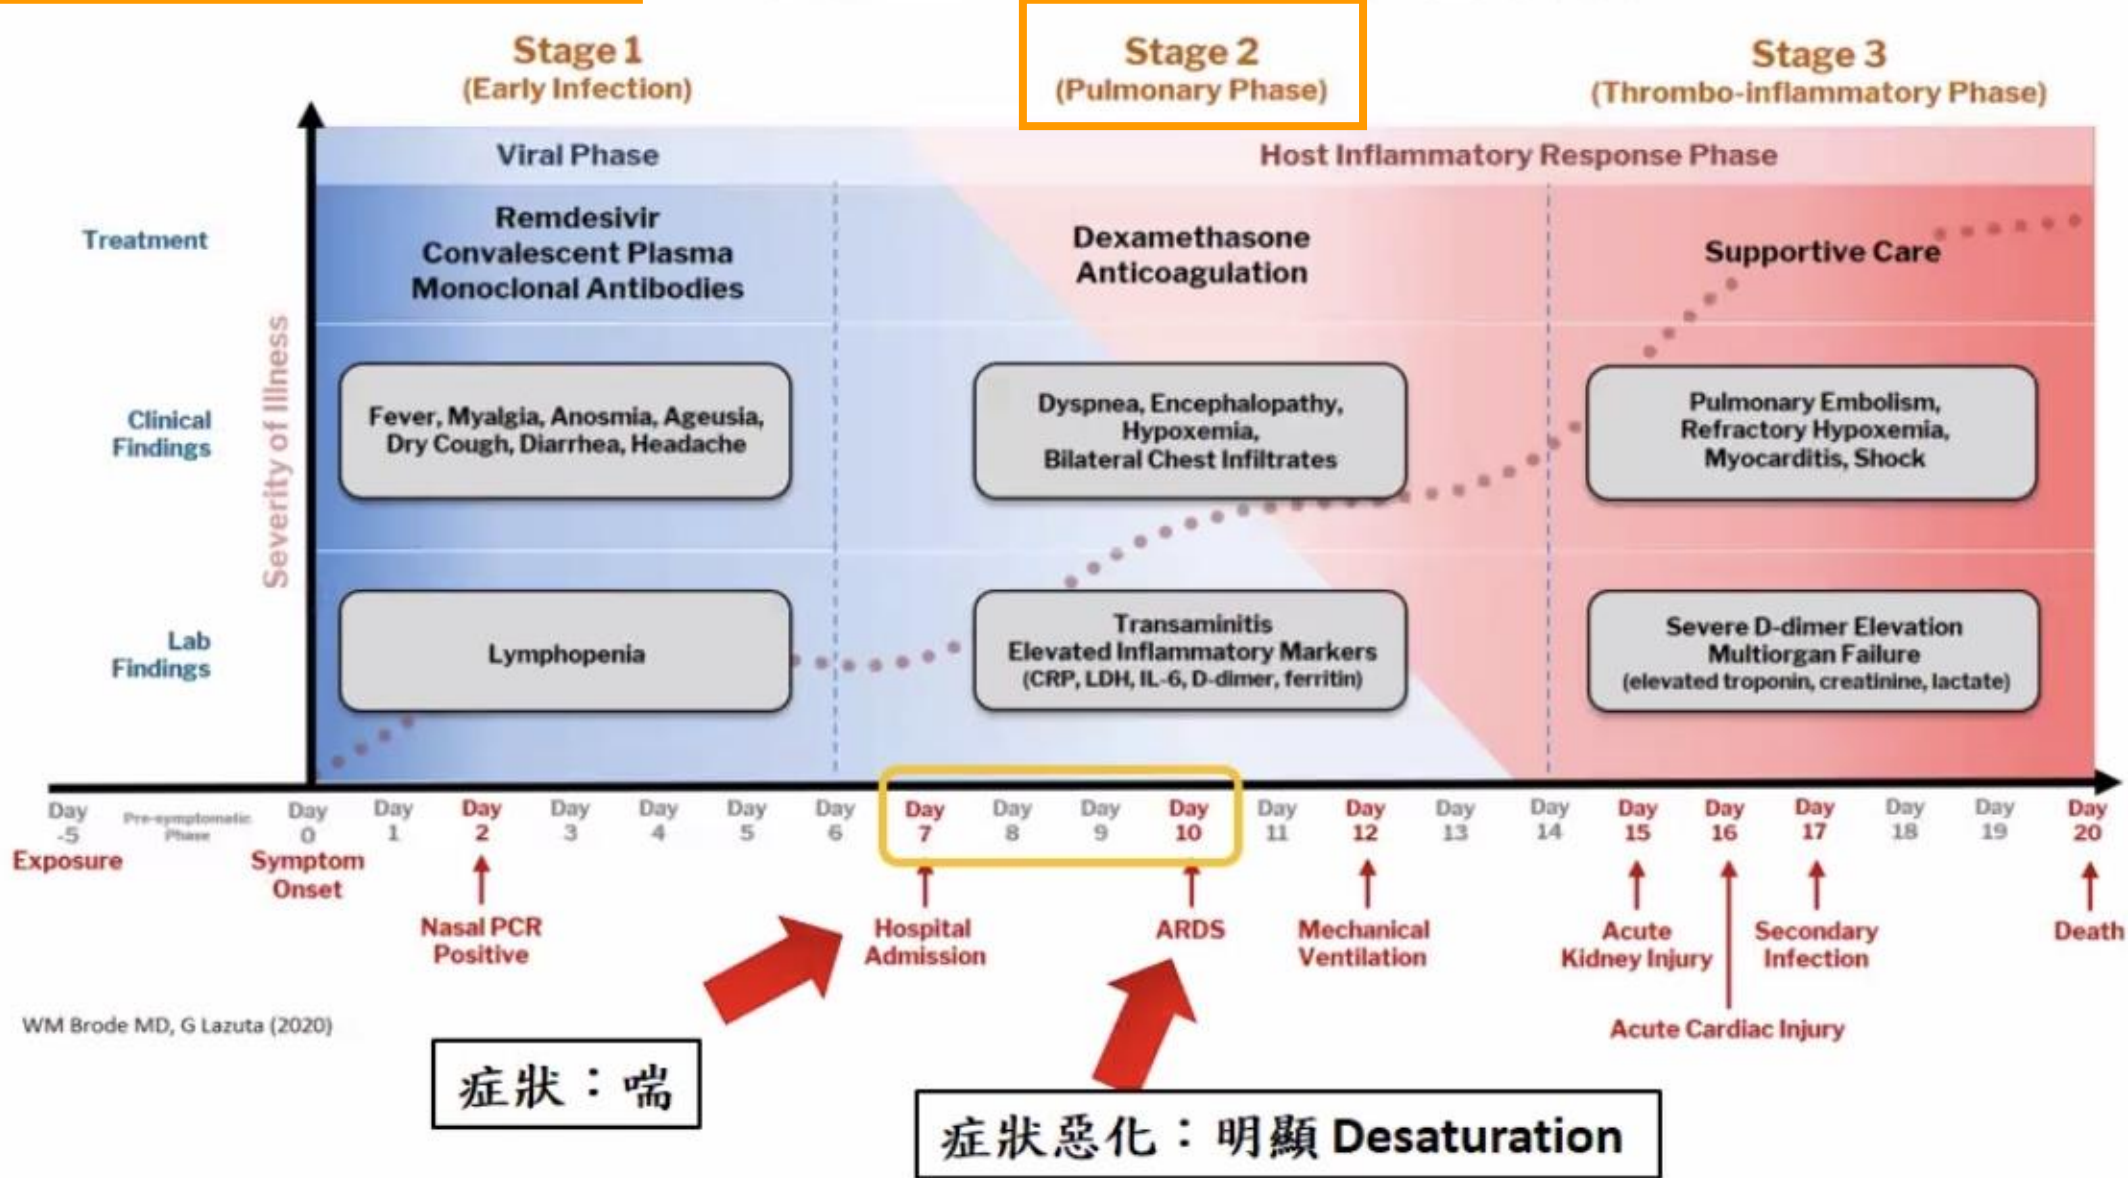 Stage 1
(Early Infection)
Stage 2
(Pulmonary Phase)
Stage 3
(Thrombo-inflammatory Phase)
Viral Phase
Host Inflammatory Response Phase
Treatment
Remdesivir
Convalescent Plasma
Monoclonal Antibodies
Dexamethasone
Anticoagulation
Supportive Care
Severity of Illness
Clinical
Findings
Fever, Myalgia, Anosmia, Ageusia,
Dry Cough, Diarrhea, Headache
Dyspnea, Encephalopathy,
Hypoxemia,
Bilateral Chest Infiltrates
Pulmonary Embolism,
Refractory Hypoxemia,
Myocarditis, Shock
Lab
Findings
Lymphopenia
Transaminitis
Elevated Inflammatory Markers
(CRP, LDH, IL-6, D-dimer, ferritin)
Severe D-dimer Elevation
Multiorgan Failure
(elevated troponin, creatinine, lactate)
Day
-5
Exposure
Pre-symptomatic
Phase
Day
0
Symptom
Onset
Day
1
Day
2
Nasal PCR
Positive
Day
3
Day
4
Day
5
Day
6
Day
7
Hospital
Admission
Day
8
Day
9
Day
10
ARDS
Day
11
Day
12
Mechanical
Ventilation
Day
13
Day
14
Day
15
Acute
Kidney Injury
Day
16
Acute Cardiac Injury
Day
17
Secondary
Infection
Day
18
Day
19
Day
20
Death
WM Brode MD, G Lazuta (2020)
症狀：喘
症狀惡化：明顯 Desaturation